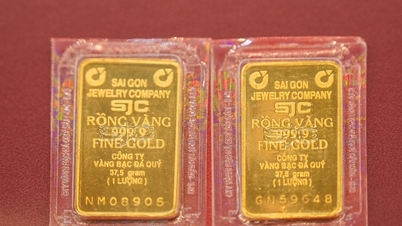 SAI GON
JEWELRY COMPANY
SJC
RỒNG VÀNG
999.9
FINE GOLD
CÔNG TY
VÀNG BẠC ĐÁ QUÝ
37,5 gram
( 1 LƯỢNG )
NM08905
SAI GON
JEWELRY COMPANY
SJC
RỒNG VÀNG
999.9
FINE GOLD
CÔNG TY
VÀNG BẠC ĐÁ QUÝ
37,5 gram
( 1 LƯỢNG )
GN59648